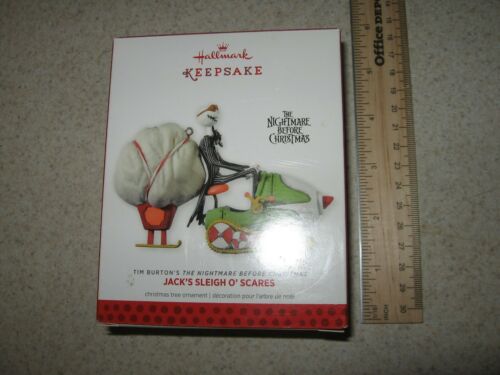 Hallmark
KEEPSAKE
THE
NIGHTMARE
BEFORE
CHRISTMAS
TIM BURTON'S THE NIGHTMARE BEFORE CHRISTMAS
JACK'S SLEIGH O' SCARES
christmas tree ornament | décoration pour l'arbre de noël
Office DEPOT